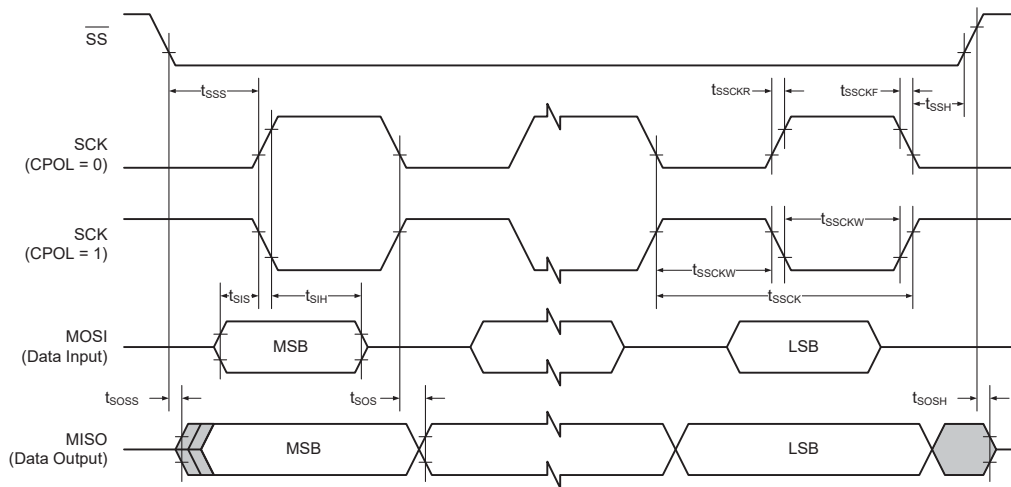 SS
tSSS
tSSCKR
tSSCKF
tSSH
SCK
(CPOL = 0)
SCK
(CPOL = 1)
tSSCKW
tSSCKW
tSIS
tSIH
tSSCK
MOSI
(Data Input)
MSB
LSB
tSOSS
tSOS
tSOSH
MISO
(Data Output)
MSB
LSB